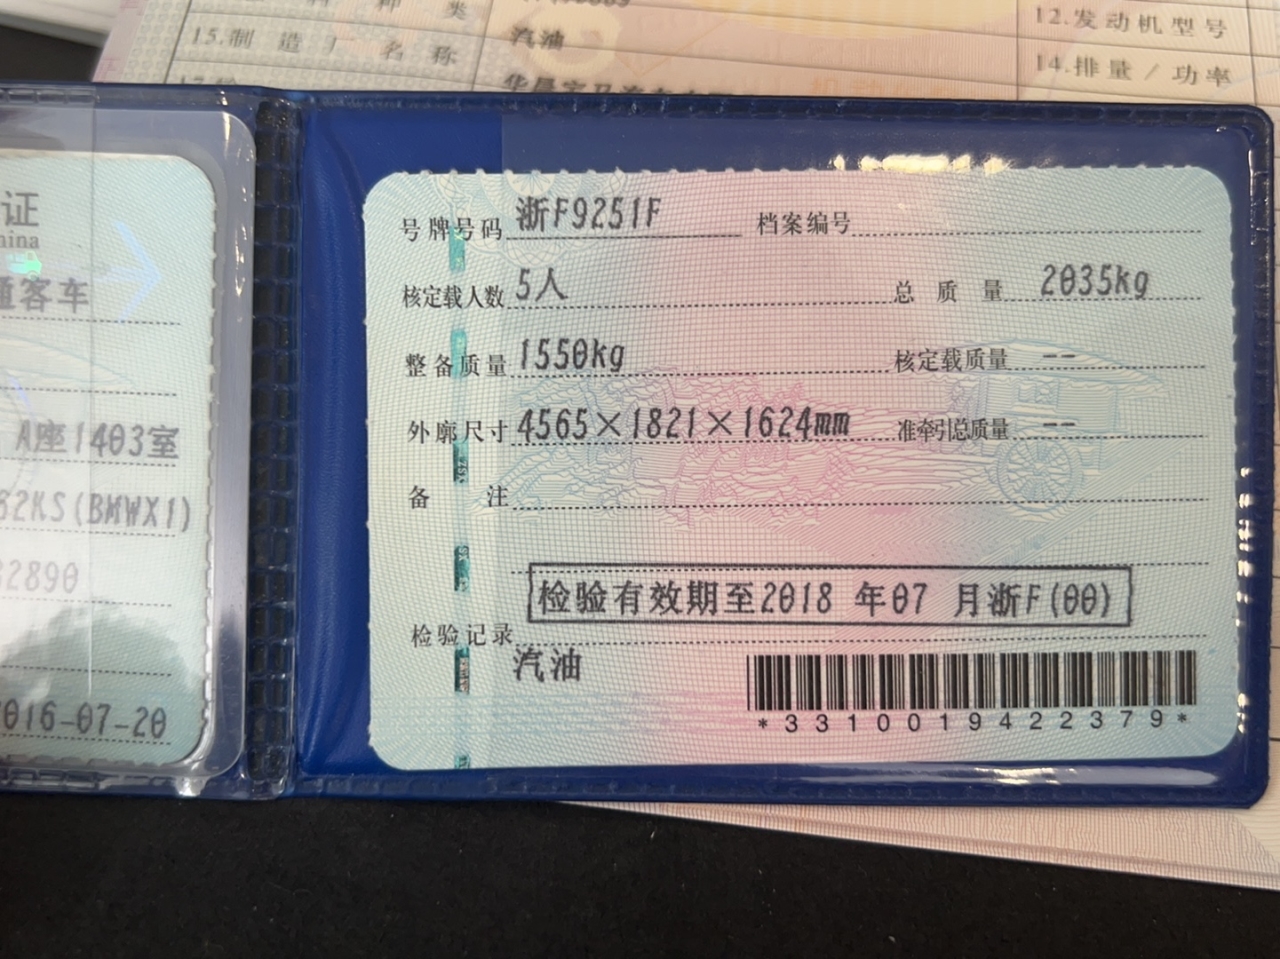 种 类
12.发动机型号
15.制 造 厂 名 称
汽油
14.排量 / 功率
证
hina
通客车
A座1403室
32KS(BMWX1)
32890
016-07-20
号牌号码 浙F9251F 档案编号
核定载人数 5人 总 质 量 2035kg
整备质量 1550kg 核定载质量 --
外廓尺寸 4565×1821×1624mm 准牵引总质量 --
备 注
检验有效期至2018 年07 月浙F(00)
检验记录
汽油
*3310019422379*